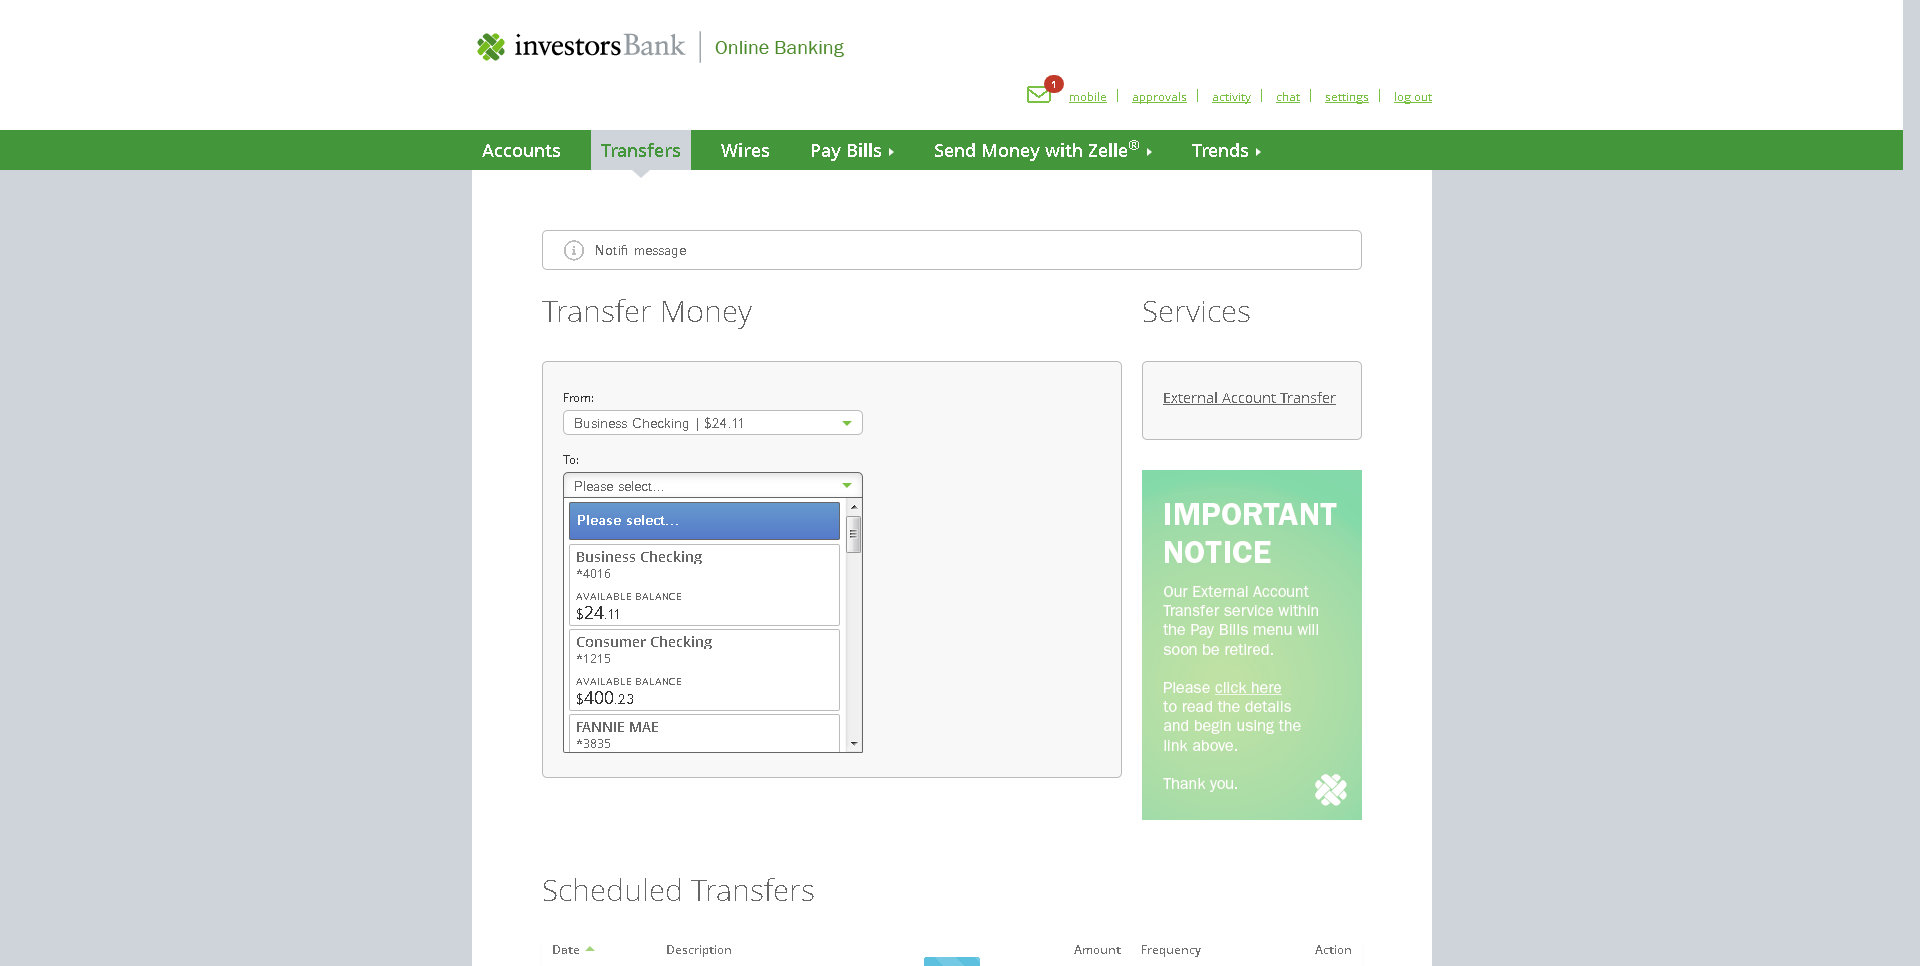 investorsBank | Online Banking
1
mobile | approvals | activity | chat | settings | log out
Accounts Transfers Wires Pay Bills Send Money with Zelle® Trends
Notifi message
Transfer Money
From:
Business Checking | $24.11
To:
Please select...
Please select...
Business Checking
*4016
AVAILABLE BALANCE
$24.11
Consumer Checking
*1215
AVAILABLE BALANCE
$400.23
FANNIE MAE
*3835
Services
External Account Transfer
IMPORTANT
NOTICE
Our External Account
Transfer service within
the Pay Bills menu will
soon be retired.
Please click here
to read the details
and begin using the
link above.
Thank you.
Scheduled Transfers
Date Description Amount Frequency Action